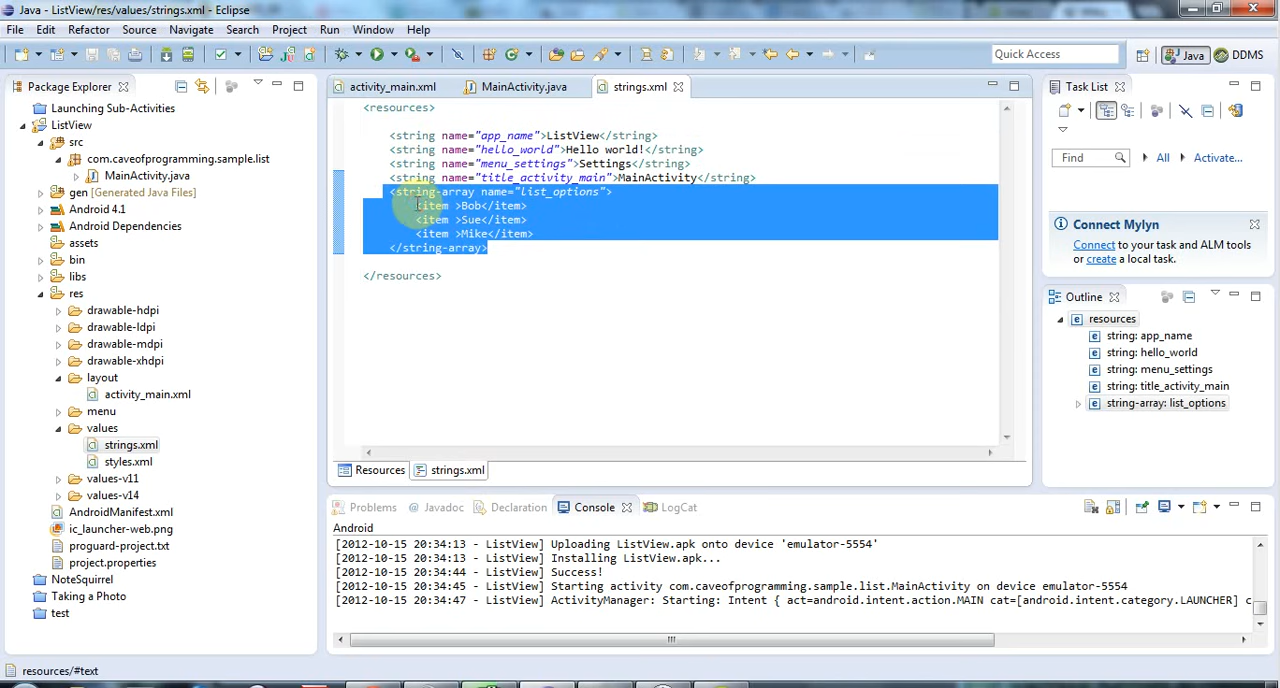 Java - ListView/res/values/strings.xml - Eclipse
File Edit Refactor Source Navigate Search Project Run Window Help
Quick Access
Java
DDMS
Package Explorer
Launching Sub-Activities
ListView
src
com.caveofprogramming.sample.list
MainActivity.java
gen [Generated Java Files]
Android 4.1
Android Dependencies
assets
bin
libs
res
drawable-hdpi
drawable-ldpi
drawable-mdpi
drawable-xhdpi
layout
activity_main.xml
menu
values
strings.xml
styles.xml
values-v11
values-v14
AndroidManifest.xml
ic_launcher-web.png
proguard-project.txt
project.properties
NoteSquirrel
Taking a Photo
test
activity_main.xml
MainActivity.java
strings.xml
<resources>
<string name="app_name">ListView</string>
<string name="hello_world">Hello world!</string>
<string name="menu_settings">Settings</string>
<string name="title_activity_main">MainActivity</string>
<string-array name="list_options">
<item >Bob</item>
<item >Sue</item>
<item >Mike</item>
</string-array>
</resources>
Resources
strings.xml
Task List
Find
All
Activate...
Connect Mylyn
Connect to your task and ALM tools
or create a local task.
Outline
resources
string: app_name
string: hello_world
string: menu_settings
string: title_activity_main
string-array: list_options
Problems
@ Javadoc
Declaration
Console
LogCat
Android
[2012-10-15 20:34:13 - ListView] Uploading ListView.apk onto device 'emulator-5554'
[2012-10-15 20:34:13 - ListView] Installing ListView.apk...
[2012-10-15 20:34:44 - ListView] Success!
[2012-10-15 20:34:45 - ListView] Starting activity com.caveofprogramming.sample.list.MainActivity on device emulator-5554
[2012-10-15 20:34:47 - ListView] ActivityManager: Starting: Intent { act=android.intent.action.MAIN cat=[android.intent.category.LAUNCHER] c
resources/#text